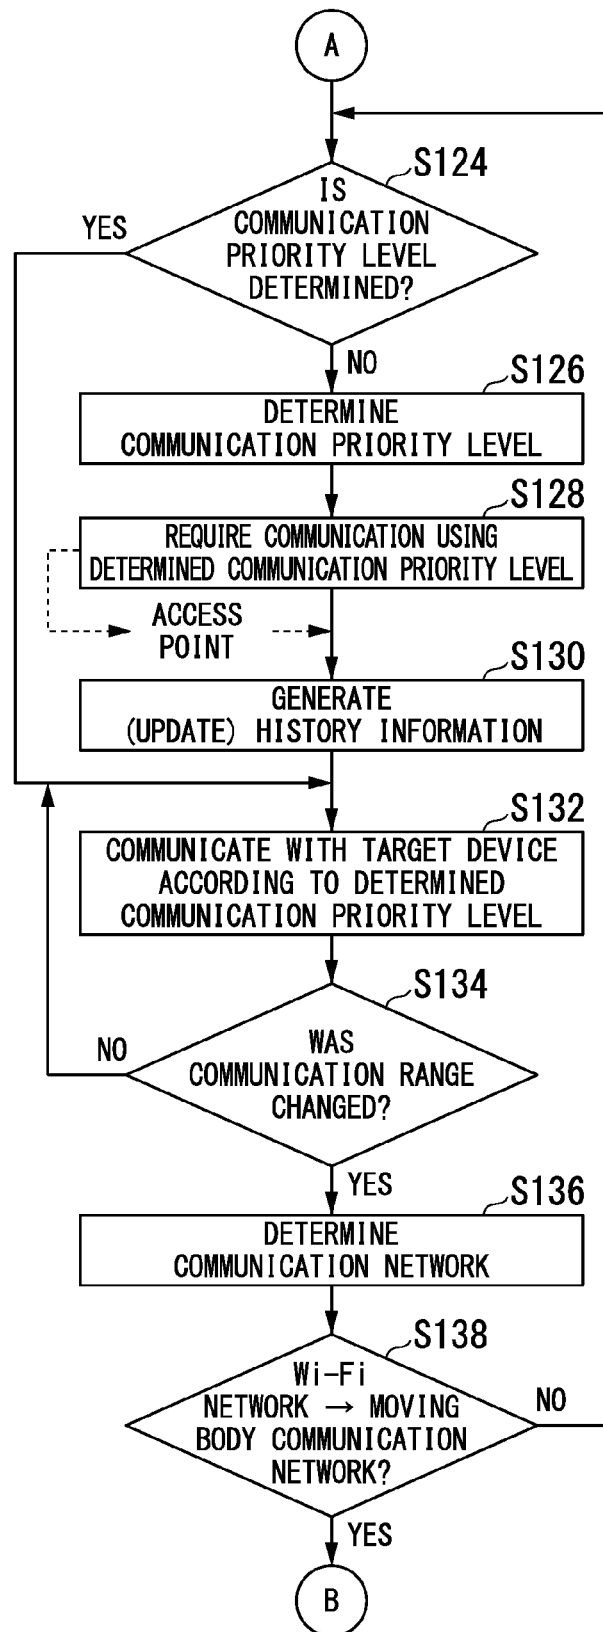 A
S124
IS
COMMUNICATION
PRIORITY LEVEL
DETERMINED?
YES
NO
S126
DETERMINE
COMMUNICATION PRIORITY LEVEL
S128
REQUIRE COMMUNICATION USING
DETERMINED COMMUNICATION PRIORITY LEVEL
ACCESS
POINT
S130
GENERATE
(UPDATE) HISTORY INFORMATION
S132
COMMUNICATE WITH TARGET DEVICE
ACCORDING TO DETERMINED
COMMUNICATION PRIORITY LEVEL
S134
WAS
COMMUNICATION RANGE
CHANGED?
NO
YES
S136
DETERMINE
COMMUNICATION NETWORK
S138
Wi-Fi
NETWORK → MOVING
BODY COMMUNICATION
NETWORK?
NO
YES
B